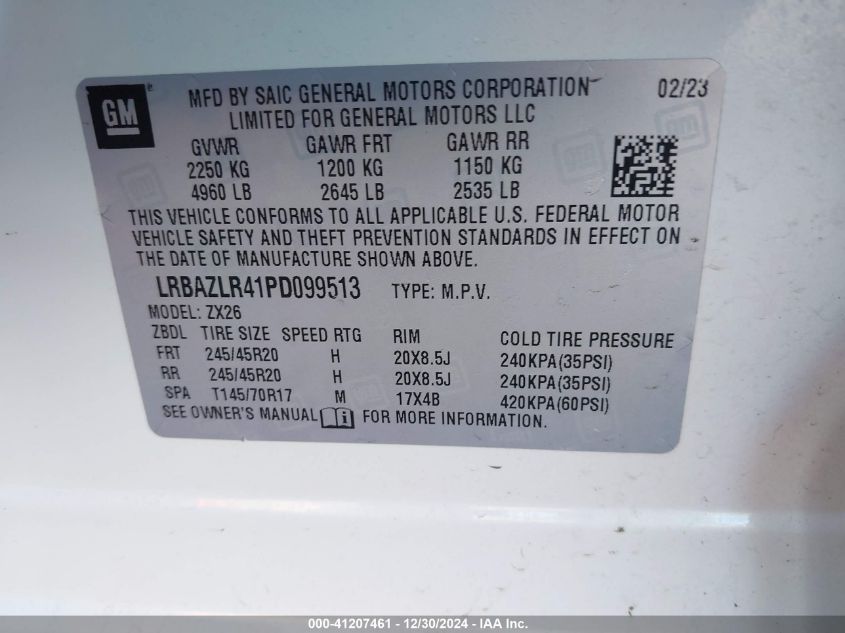 GM
MFD BY SAIC GENERAL MOTORS CORPORATION 02/23
LIMITED FOR GENERAL MOTORS LLC
GVWR GAWR FRT GAWR RR
2250 KG 1200 KG 1150 KG
4960 LB 2645 LB 2535 LB
THIS VEHICLE CONFORMS TO ALL APPLICABLE U.S. FEDERAL MOTOR
VEHICLE SAFETY AND THEFT PREVENTION STANDARDS IN EFFECT ON
THE DATE OF MANUFACTURE SHOWN ABOVE.
LRBAZLR41PD099513 TYPE: M.P.V.
MODEL: ZX26
ZBDL TIRE SIZE SPEED RTG RIM COLD TIRE PRESSURE
FRT 245/45R20 H 20X8.5J 240KPA(35PSI)
RR 245/45R20 H 20X8.5J 240KPA(35PSI)
SPA T145/70R17 M 17X4B 420KPA(60PSI)
SEE OWNER'S MANUAL i FOR MORE INFORMATION.
000-41207461 - 12/30/2024 - IAA Inc.